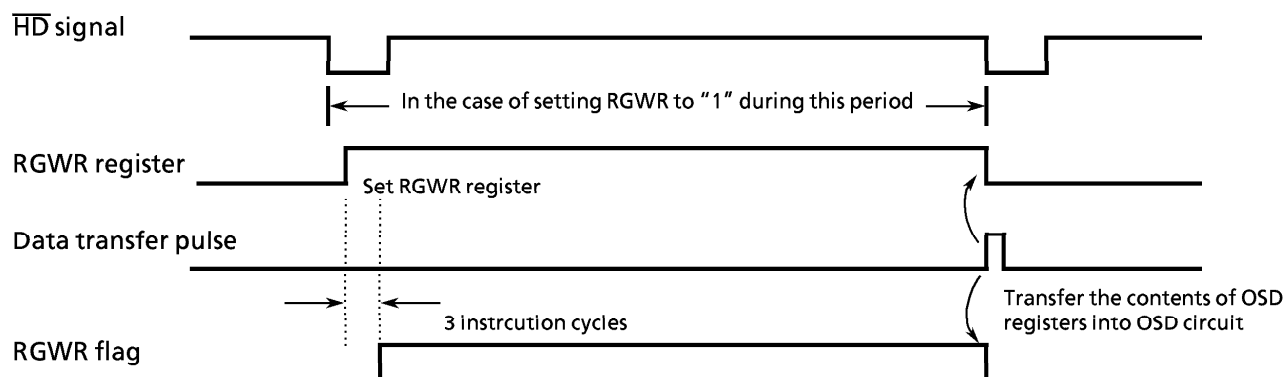 H̅D̅ signal
In the case of setting RGWR to “1” during this period
RGWR register
Set RGWR register
Data transfer pulse
Transfer the contents of OSD
registers into OSD circuit
3 instrcution cycles
RGWR flag